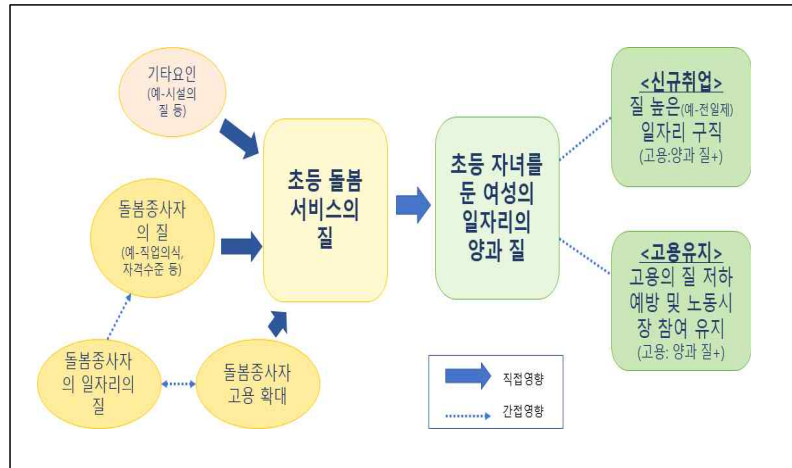 기타요인
(예-시설의
질 등)
돌봄종사자
의 질
(예-직업의식,
자격수준 등)
돌봄종사자
의 일자리의
질
돌봄종사자
고용 확대
초등 돌봄
서비스의
질
초등 자녀를
둔 여성의
일자리의
양과 질
<신규취업>
질 높은(예-전일제)
일자리 구직
(고용:양과 질+)
<고용유지>
고용의 질 저하
예방 및 노동시
장 참여 유지
(고용: 양과 질+)
직접영향
간접영향